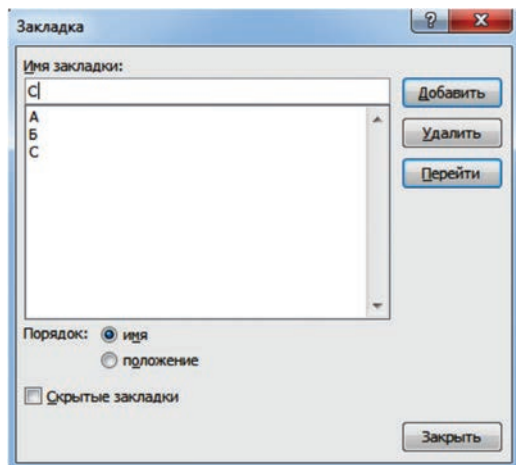 Закладка
?
X
Имя закладки:
С
А
Б
С
Добавить
Удалить
Перейти
Порядок:
имя
положение
Скрытые закладки
Закрыть